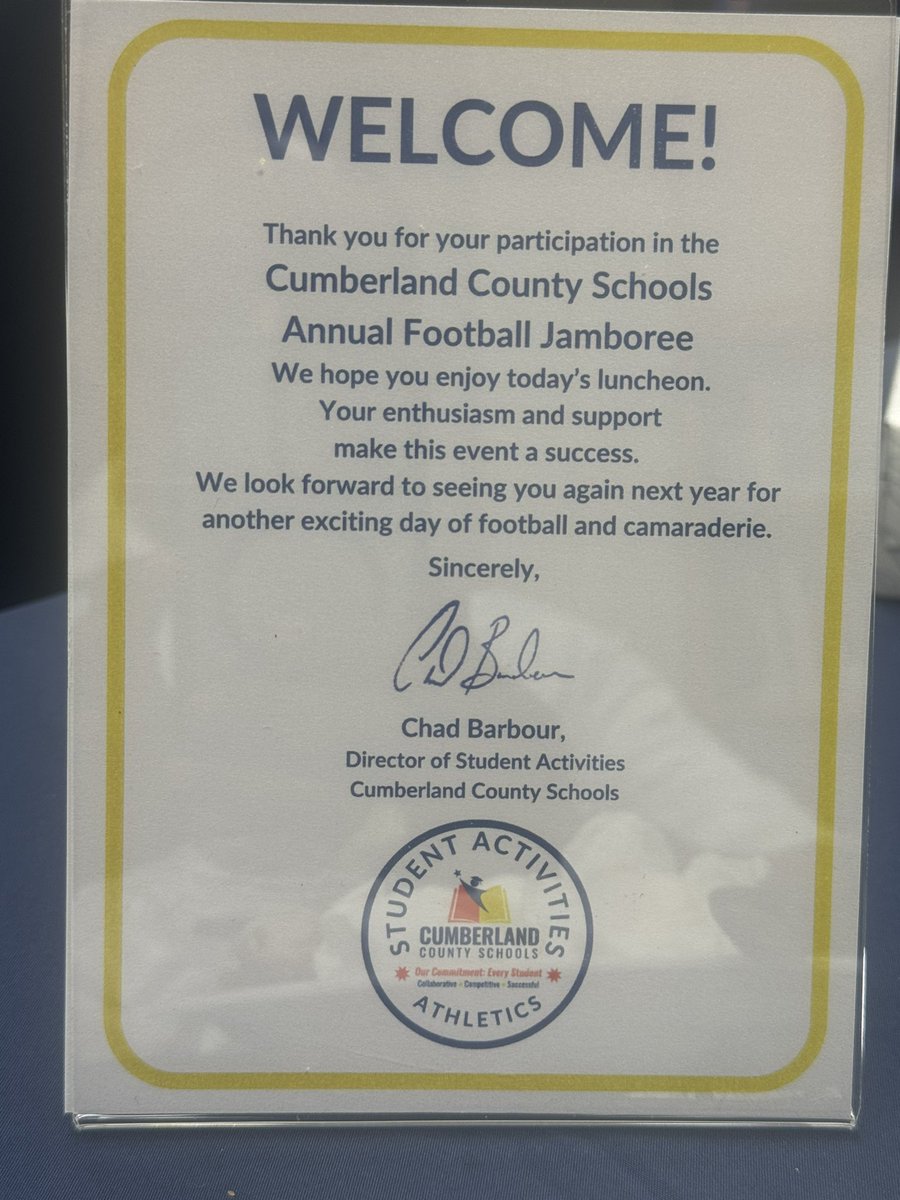 WELCOME!
Thank you for your participation in the
Cumberland County Schools
Annual Football Jamboree
We hope you enjoy today's luncheon.
Your enthusiasm and support
make this event a success.
We look forward to seeing you again next year for
another exciting day of football and camaraderie.
Sincerely,
Chad Barbour,
Director of Student Activities
Cumberland County Schools
STUDENT ACTIVITIES
CUMBERLAND
COUNTY SCHOOLS
Our Commitment: Every Student
Collaborative • Competitive • Successful
ATHLETICS